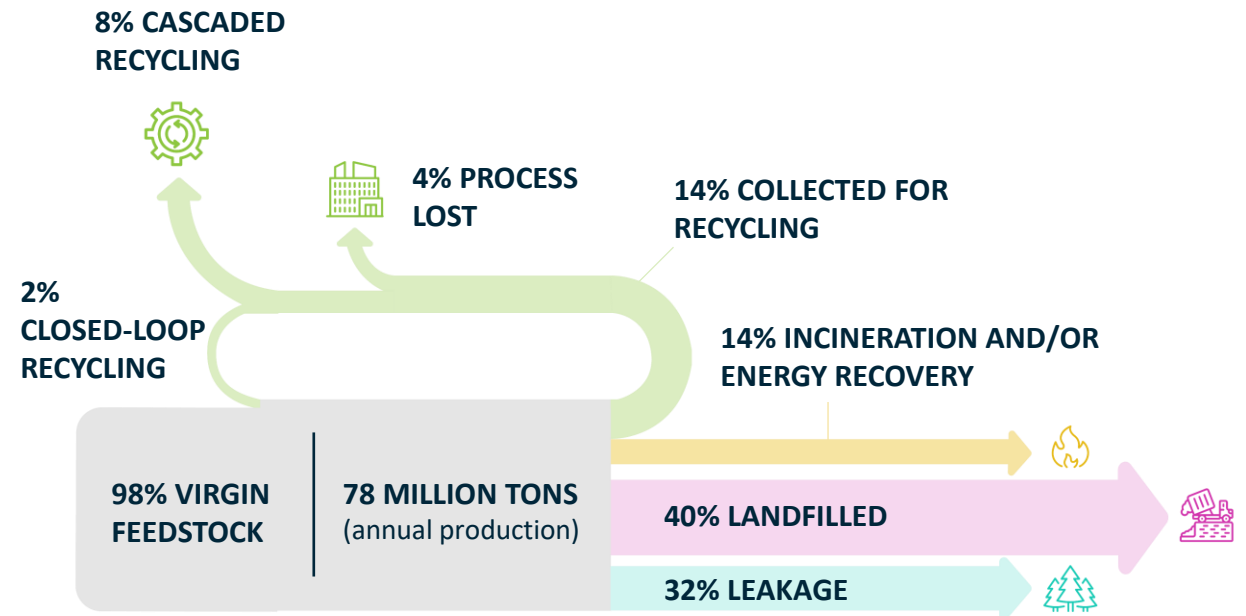 8% CASCADED
RECYCLING
4% PROCESS
LOST
14% COLLECTED FOR
RECYCLING
2%
CLOSED-LOOP
RECYCLING
14% INCINERATION AND/OR
ENERGY RECOVERY
98% VIRGIN
FEEDSTOCK
78 MILLION TONS
(annual production)
40% LANDFILLED
32% LEAKAGE